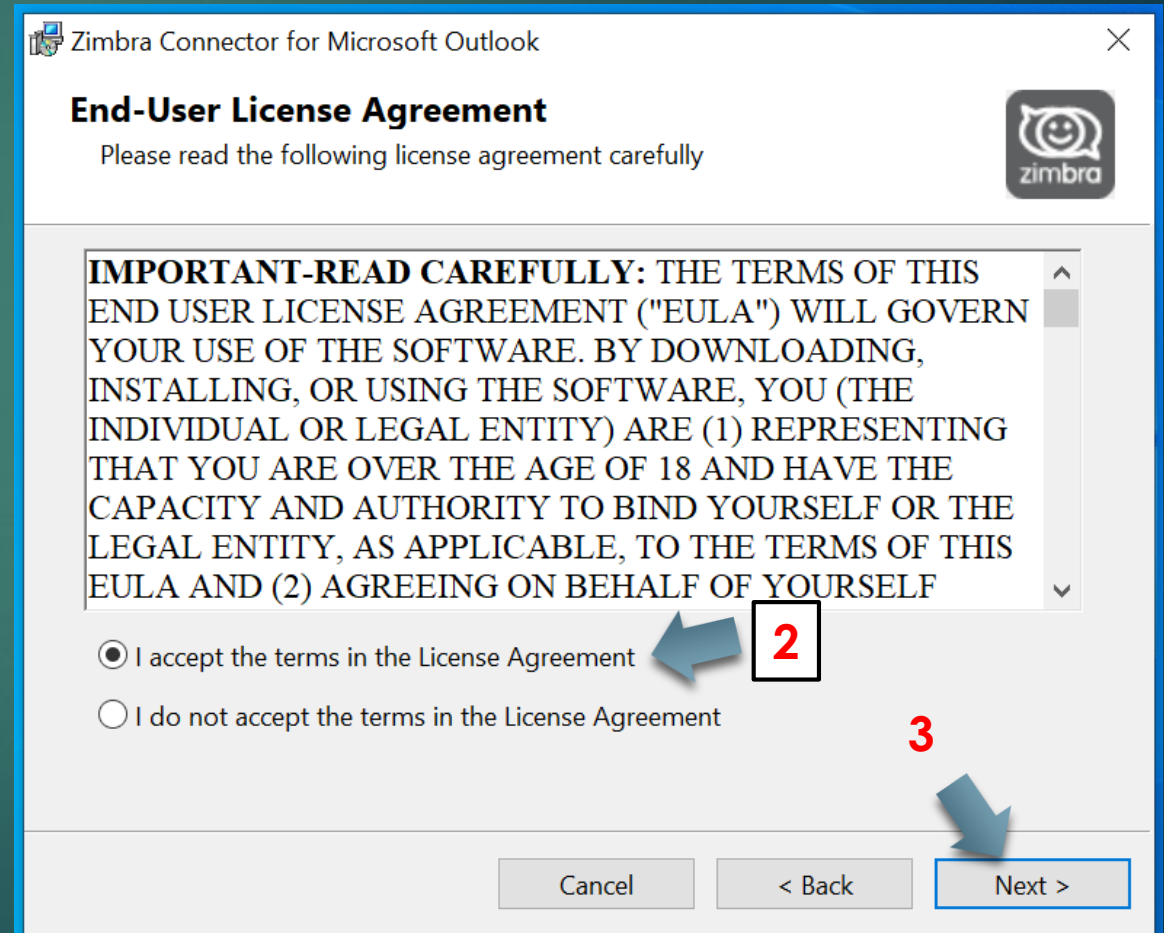 Zimbra Connector for Microsoft Outlook
End-User License Agreement
Please read the following license agreement carefully
zimbra
IMPORTANT-READ CAREFULLY: THE TERMS OF THIS
END USER LICENSE AGREEMENT ("EULA") WILL GOVERN
YOUR USE OF THE SOFTWARE. BY DOWNLOADING,
INSTALLING, OR USING THE SOFTWARE, YOU (THE
INDIVIDUAL OR LEGAL ENTITY) ARE (1) REPRESENTING
THAT YOU ARE OVER THE AGE OF 18 AND HAVE THE
CAPACITY AND AUTHORITY TO BIND YOURSELF OR THE
LEGAL ENTITY, AS APPLICABLE, TO THE TERMS OF THIS
EULA AND (2) AGREEING ON BEHALF OF YOURSELF
I accept the terms in the License Agreement
2
I do not accept the terms in the License Agreement
3
Cancel
< Back
Next >